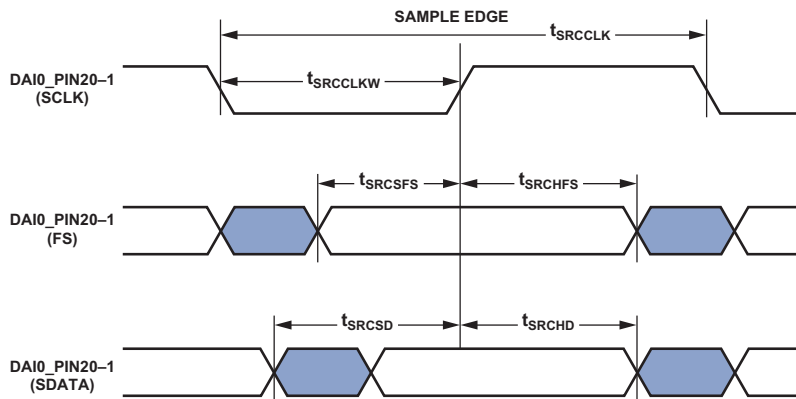 SAMPLE EDGE
tSRCCLK
DAI0_PIN20–1
(SCLK)
tSRCCLKW
tSRCSFS
tSRCHFS
DAI0_PIN20–1
(FS)
tSRCSD
tSRCHD
DAI0_PIN20–1
(SDATA)